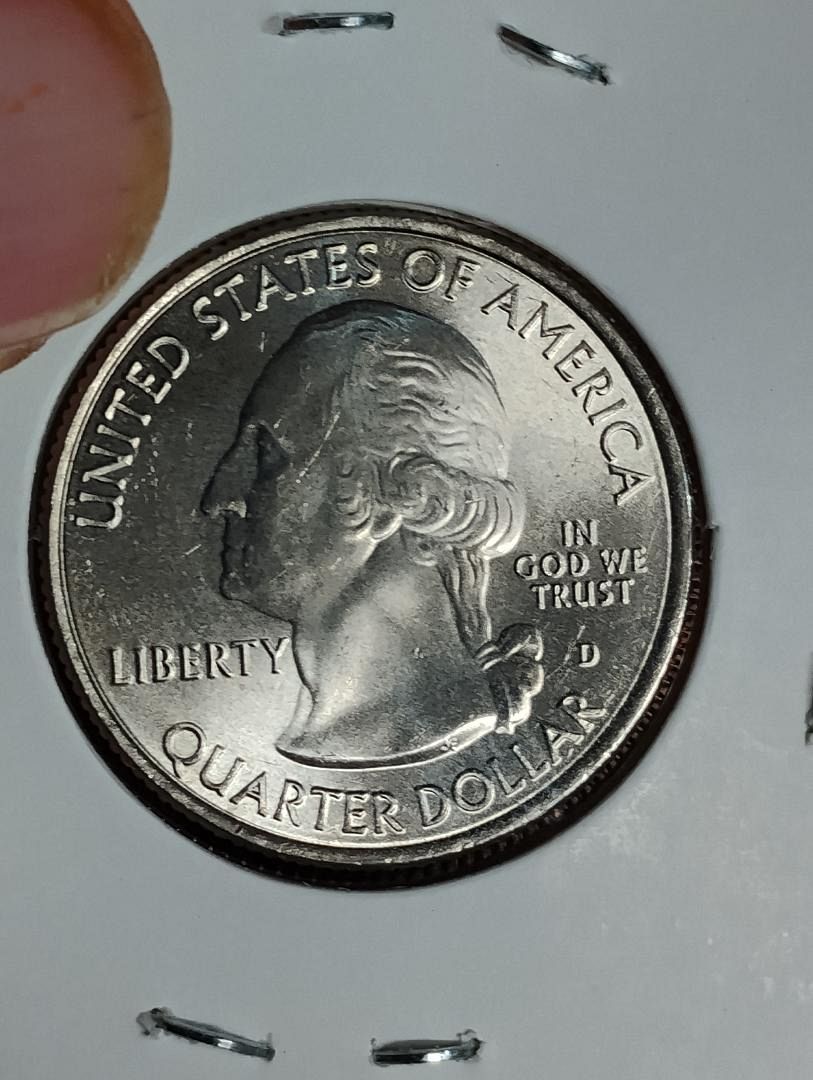 UNITED STATES OF AMERICA
LIBERTY
IN
GOD WE
TRUST
D
QUARTER DOLLAR